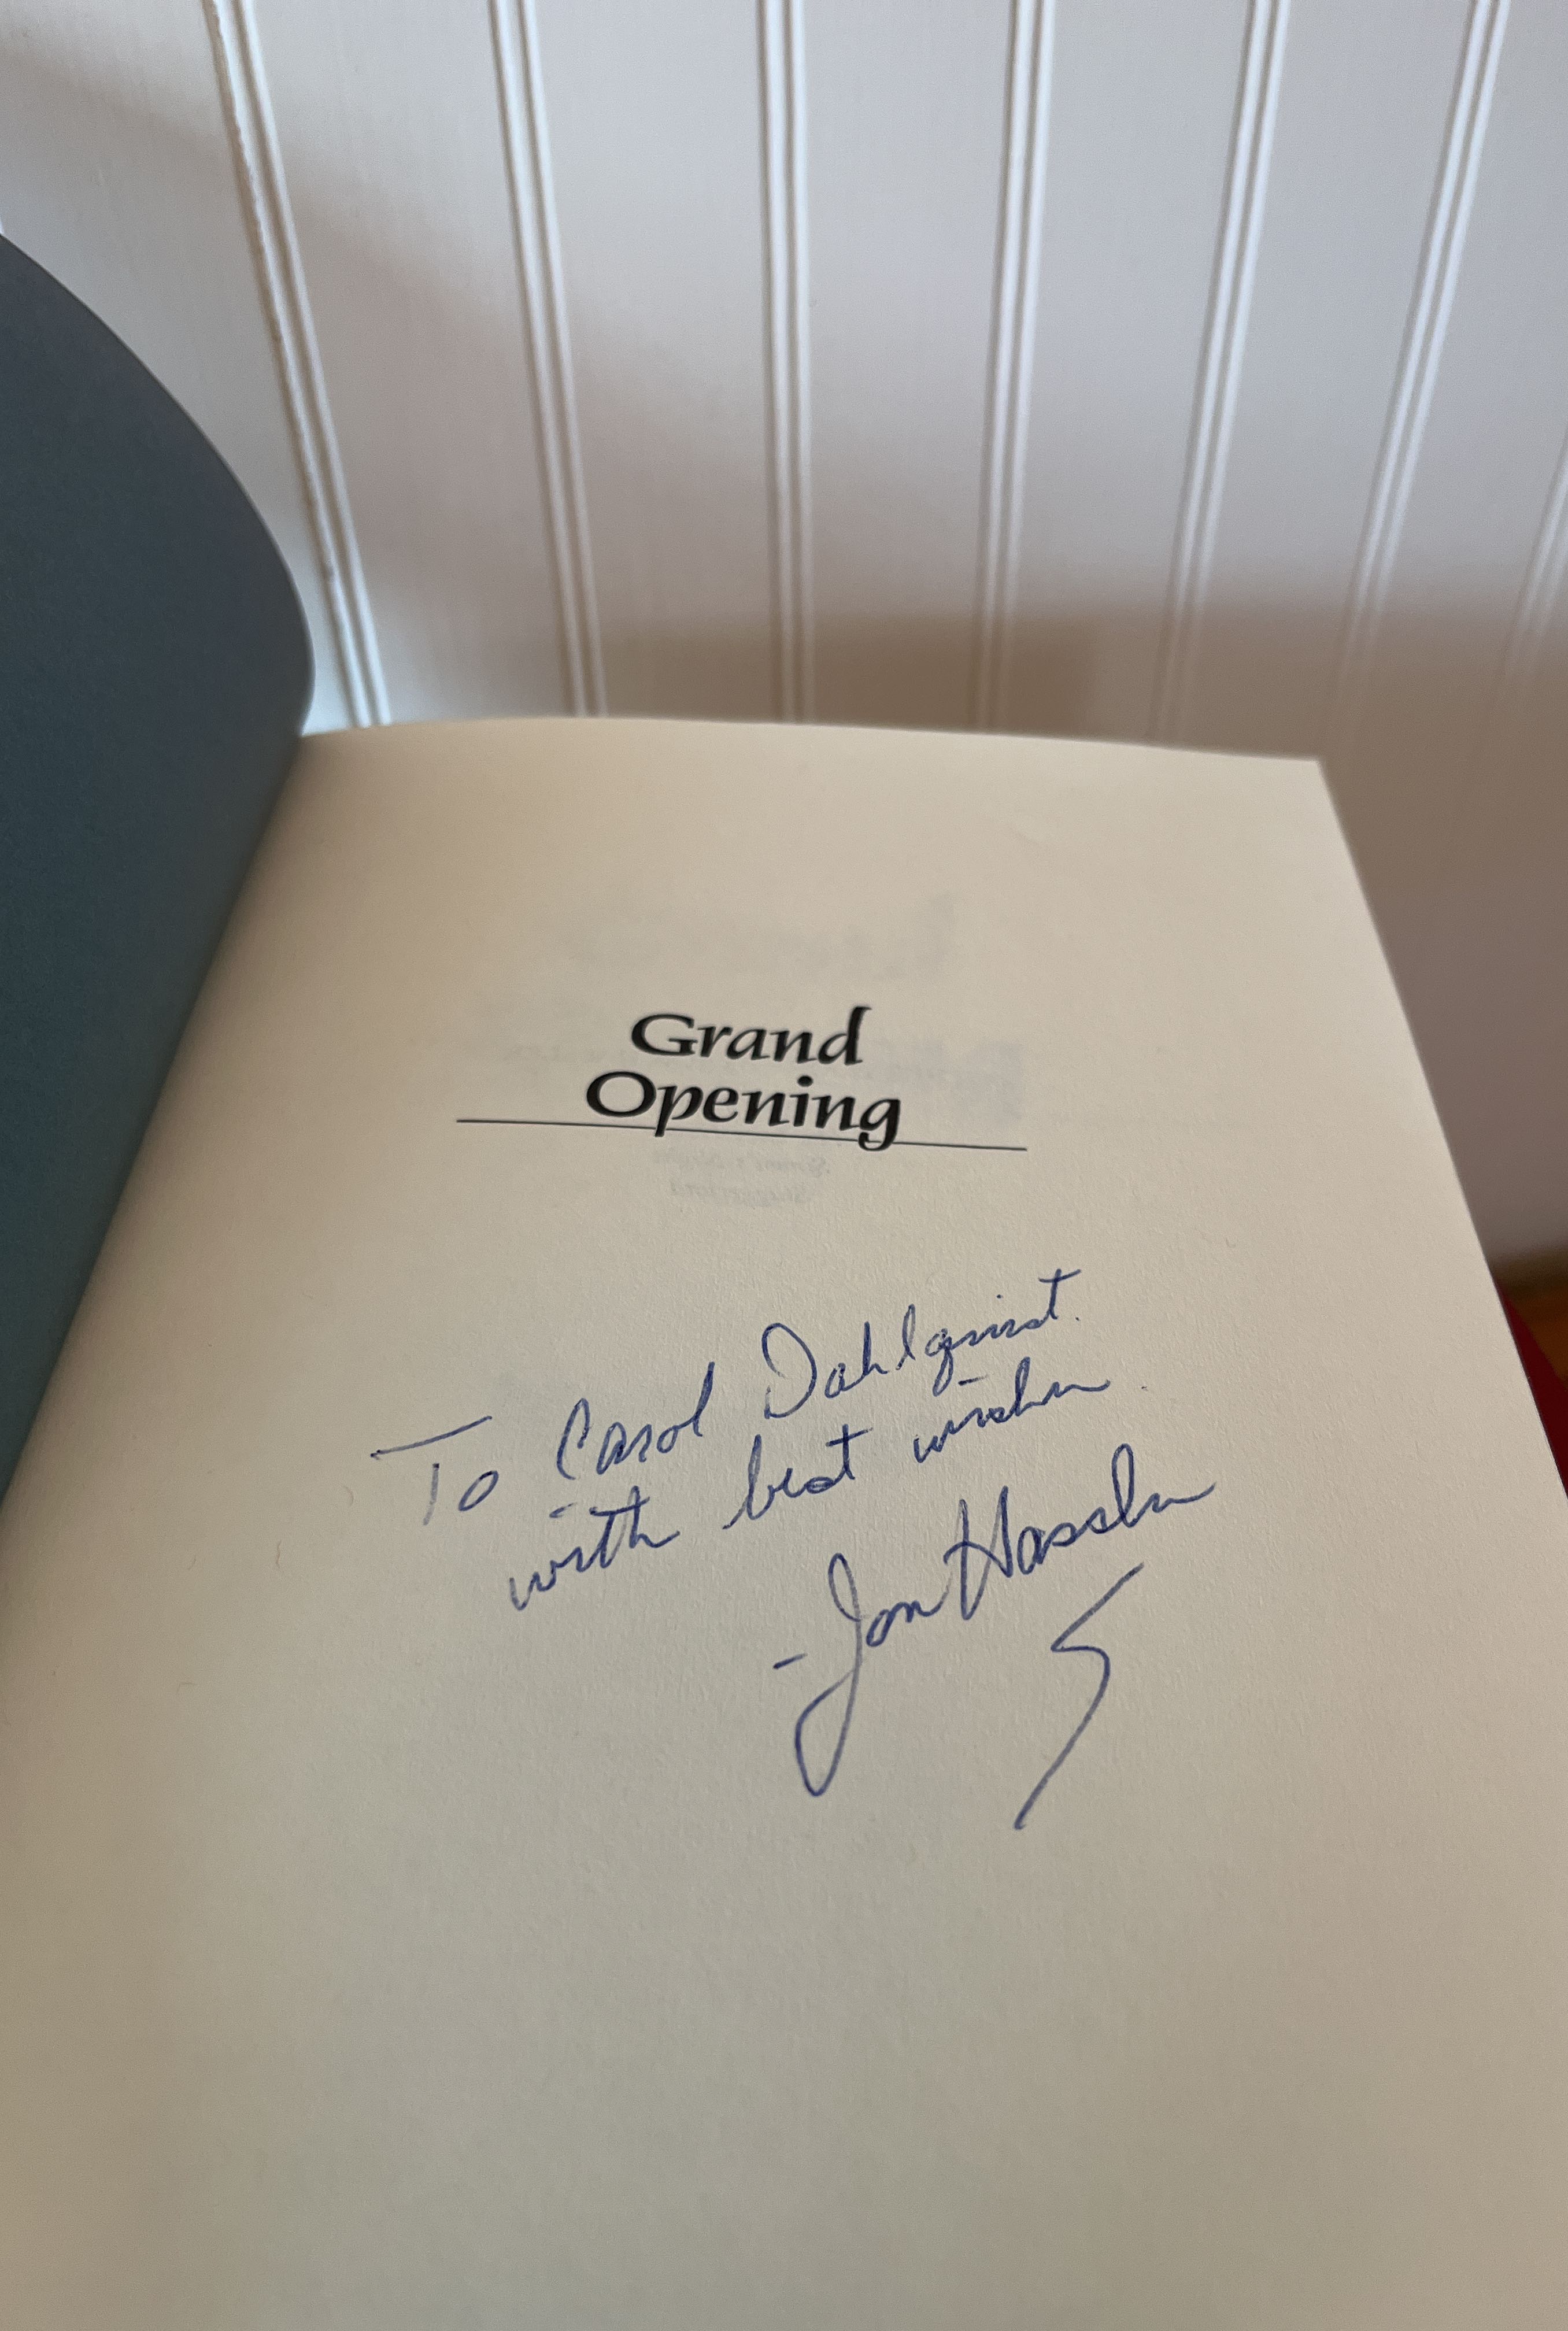 Grand
Opening
To Carol Dahlquist
with best wishes
- Jon Hassler